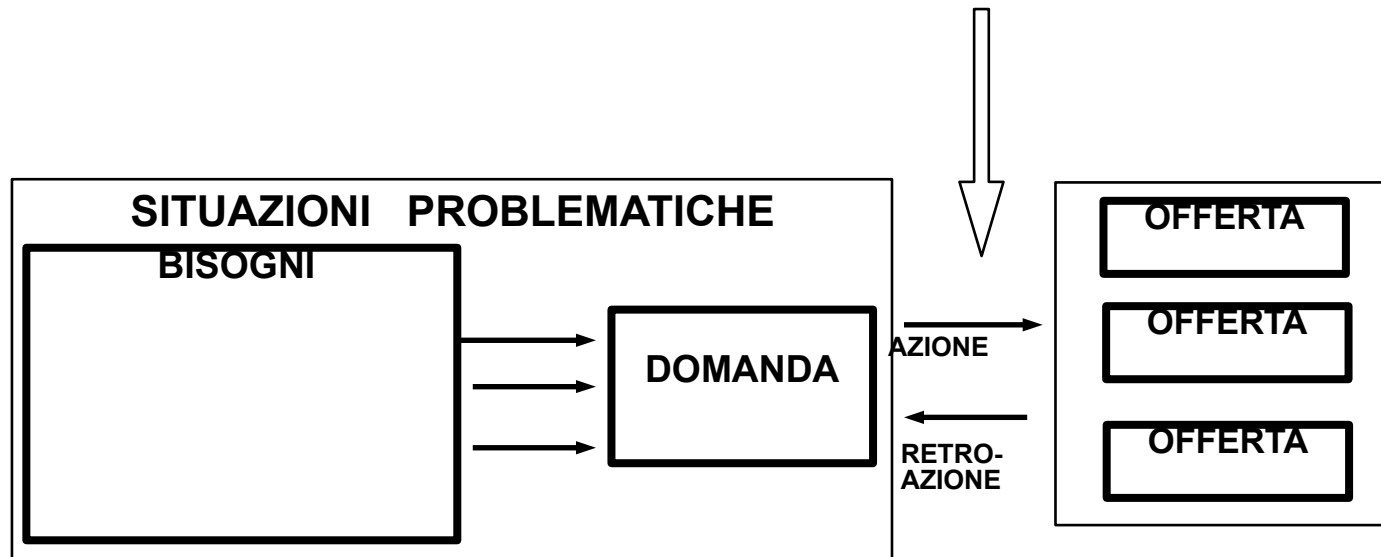 SITUAZIONI PROBLEMATICHE
BISOGNI
DOMANDA
AZIONE
RETRO-
AZIONE
OFFERTA
OFFERTA
OFFERTA